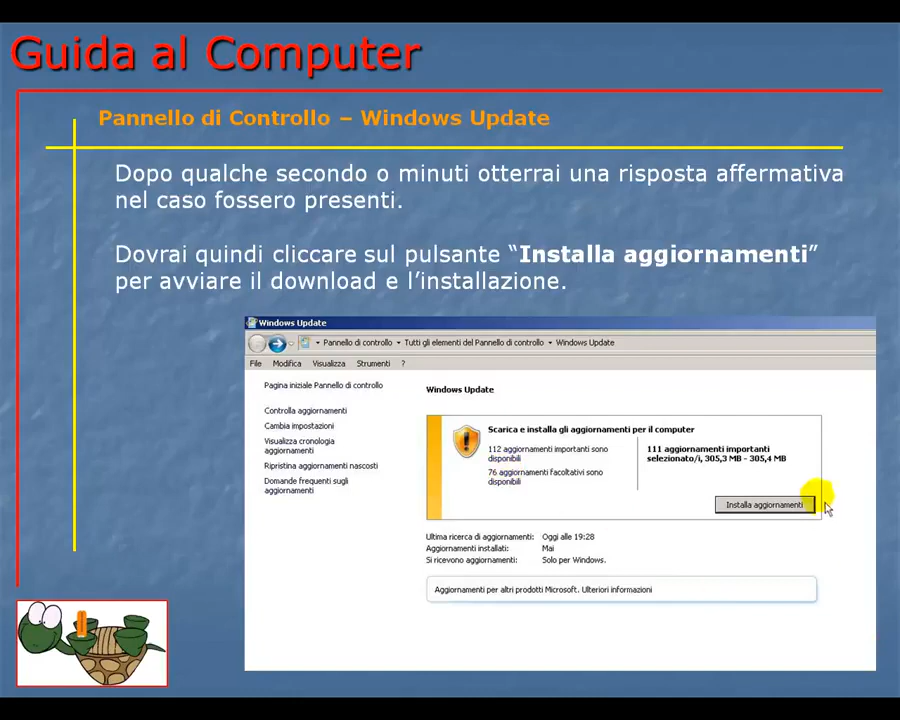 Guida al Computer
Pannello di Controllo – Windows Update
Dopo qualche secondo o minuti otterrai una risposta affermativa
nel caso fossero presenti.
Dovrai quindi cliccare sul pulsante “Installa aggiornamenti”
per avviare il download e l’installazione.
Windows Update
Pannello di controllo
Tutti gli elementi del Pannello di controllo
Windows Update
File Modifica Visualizza Strumenti ?
Pagina iniziale Pannello di controllo
Controlla aggiornamenti
Cambia impostazioni
Visualizza cronologia
aggiornamenti
Ripristina aggiornamenti nascosti
Domande frequenti sugli
aggiornamenti
Windows Update
Scarica e installa gli aggiornamenti per il computer
112 aggiornamenti importanti sono
disponibili
76 aggiornamenti facoltativi sono
disponibili
111 aggiornamenti importanti
selezionato/i, 305,3 MB - 305,4 MB
Installa aggiornamenti
Ultima ricerca di aggiornamenti: Oggi alle 19:28
Aggiornamenti installati: Mai
Si ricevono aggiornamenti: Solo per Windows.
Aggiornamenti per altri prodotti Microsoft. Ulteriori informazioni